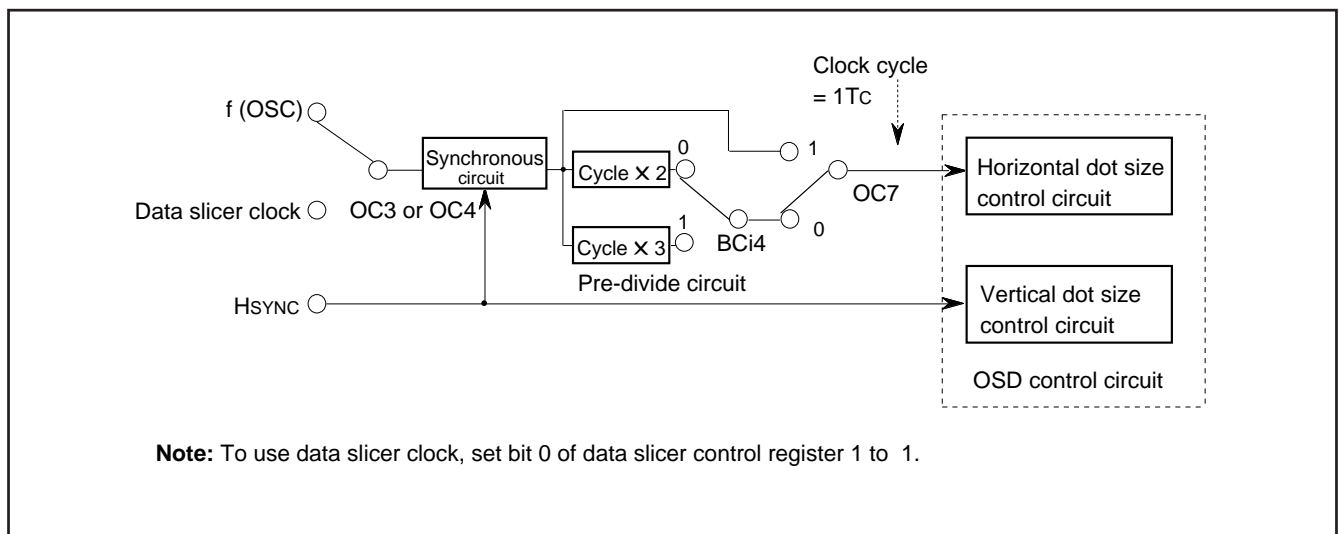 Clock cycle
= 1TC
f (OSC)
Synchronous
circuit
Cycle × 2
0
1
Horizontal dot size
control circuit
Data slicer clock
OC3 or OC4
OC7
Cycle × 3
1
BCi4
0
Pre-divide circuit
HSYNC
Vertical dot size
control circuit
OSD control circuit
Note: To use data slicer clock, set bit 0 of data slicer control register 1 to 1.